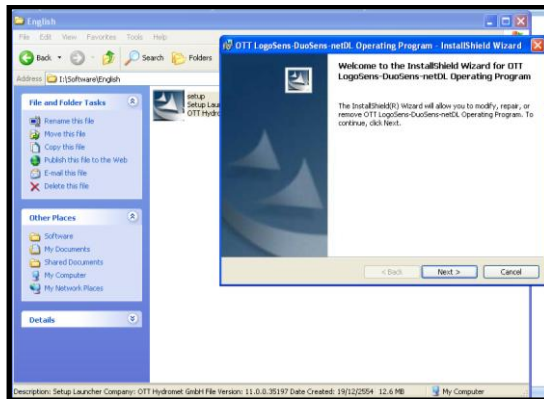 English
File Edit View Favorites Tools Help
Back Search Folders
Address I:\Software\English
File and Folder Tasks
Rename this file
Move this file
Copy this file
Publish this file to the Web
E-mail this file
Delete this file
Other Places
Software
My Documents
Shared Documents
My Computer
My Network Places
Details
setup
Setup Lau
OTT Hydro
OTT LogoSens-DuoSens-netDL Operating Program - InstallShield Wizard
Welcome to the InstallShield Wizard for OTT
LogoSens-DuoSens-netDL Operating Program
The InstallShield(R) Wizard will allow you to modify, repair, or
remove OTT LogoSens-DuoSens-netDL Operating Program. To
continue, click Next.
< Back Next > Cancel
Description: Setup Launcher Company: OTT Hydromet GmbH File Version: 11.0.0.35197 Date Created: 19/12/2554 12.6 MB My Computer